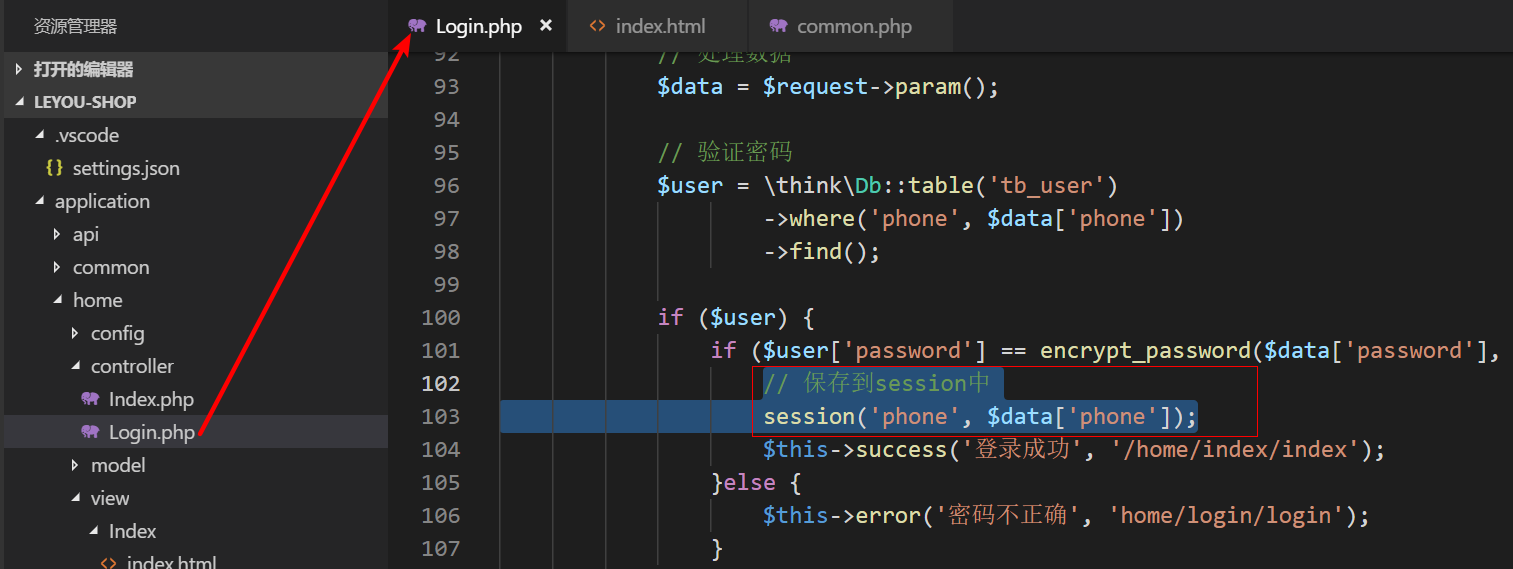 资源管理器
打开的编辑器
LEYOU-SHOP
.vscode
{} settings.json
application
api
common
home
config
controller
Index.php
Login.php
model
view
Index
<> index.html
Login.php ×
<> index.html
common.php
92 // 处理数据
93 $data = $request->param();
94
95 // 验证密码
96 $user = \think\Db::table('tb_user')
97 ->where('phone', $data['phone'])
98 ->find();
99
100 if ($user) {
101 if ($user['password'] == encrypt_password($data['password'],
102 // 保存到session中
103 session('phone', $data['phone']);
104 $this->success('登录成功', '/home/index/index');
105 }else {
106 $this->error('密码不正确', 'home/login/login');
107 }